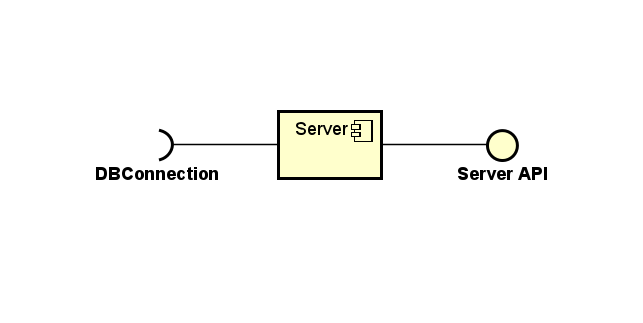 Server
DBConnection
Server API